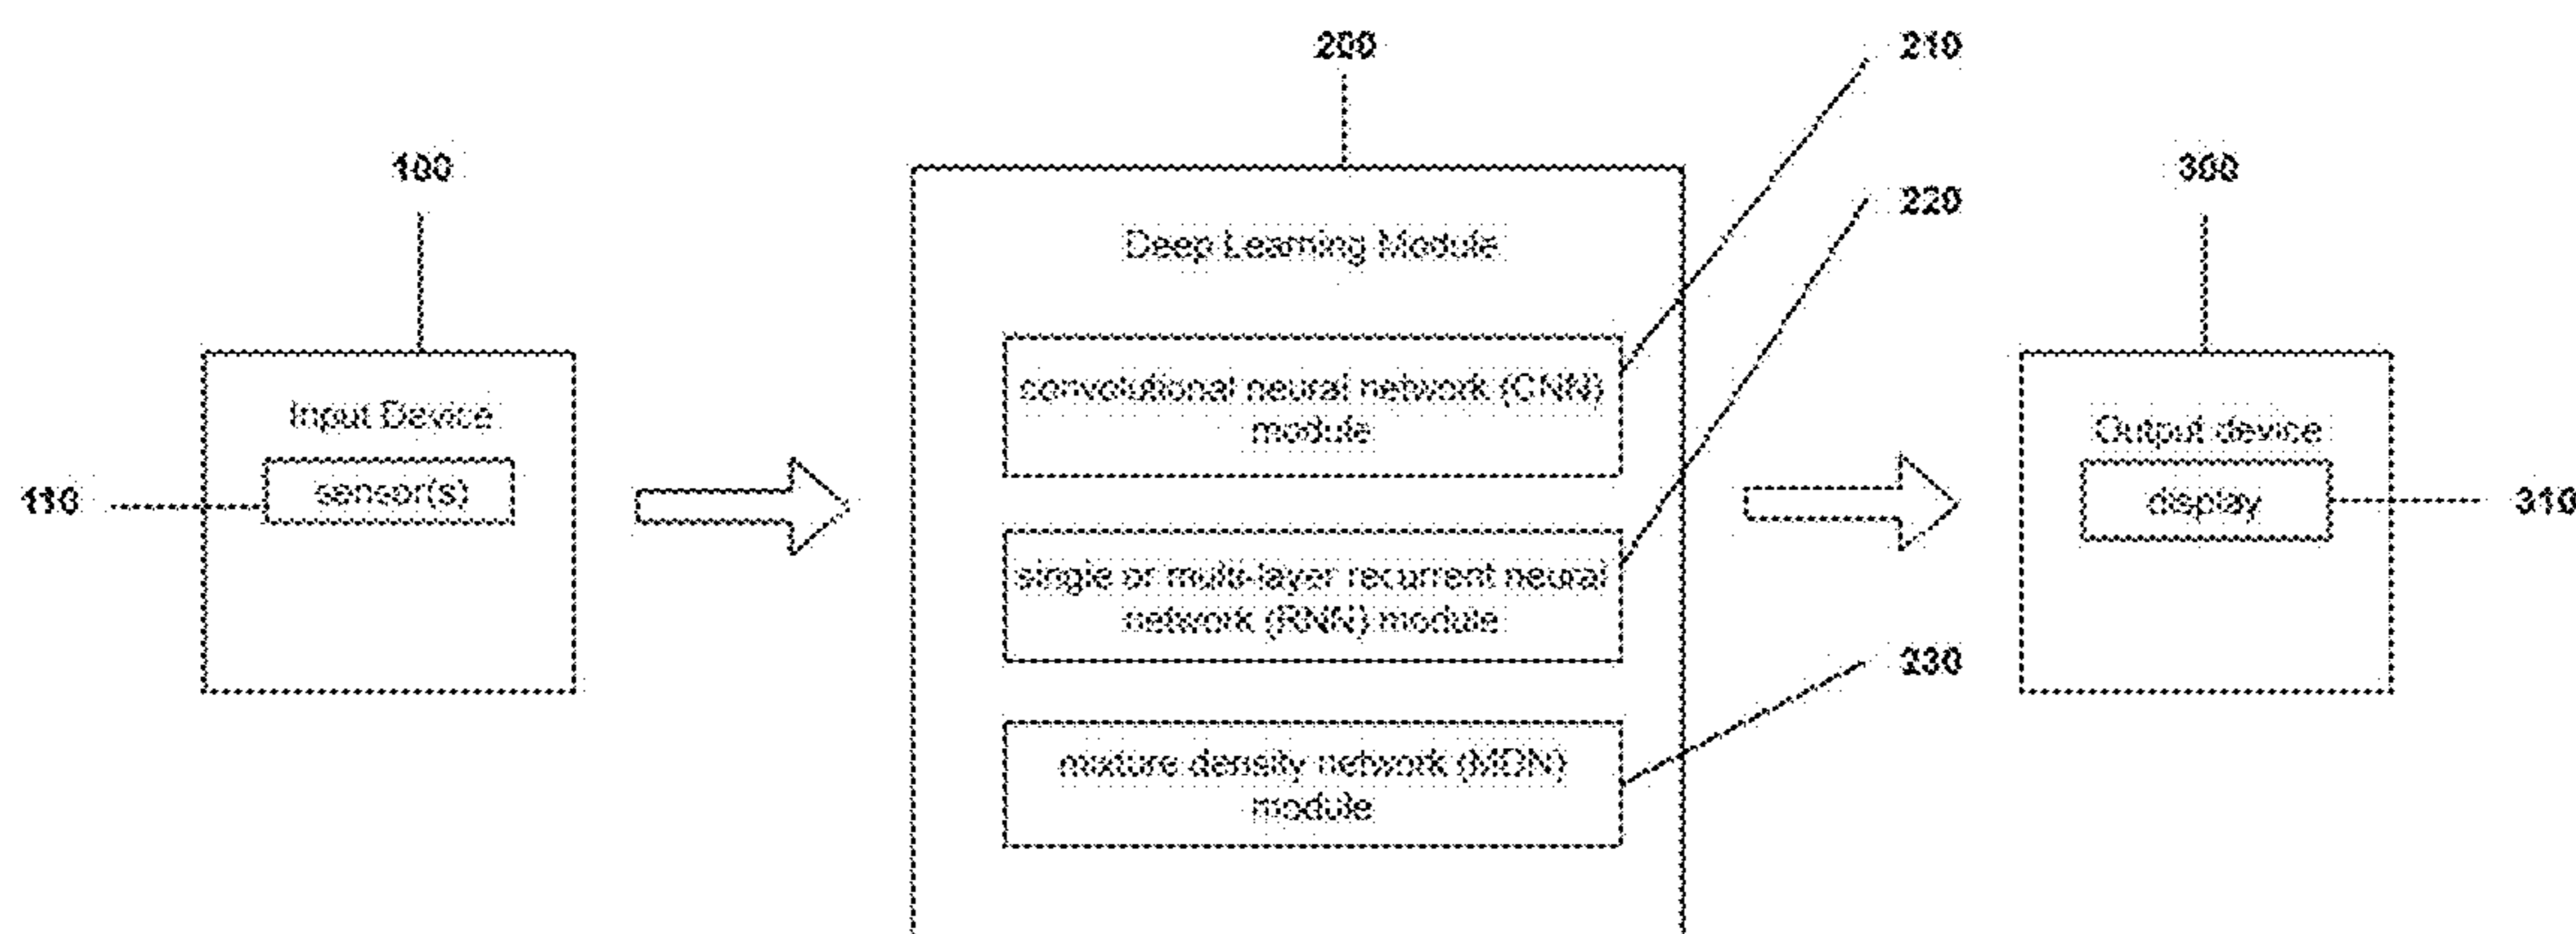 200
210
100
300
220
Deep Learning Module
convolutional neural network (CNN)
module
Input Device
sensor(s)
110
Output device
display
310
single or multi-layer recurrent neural
network (RNN) module
230
mixture density network (MDN)
module